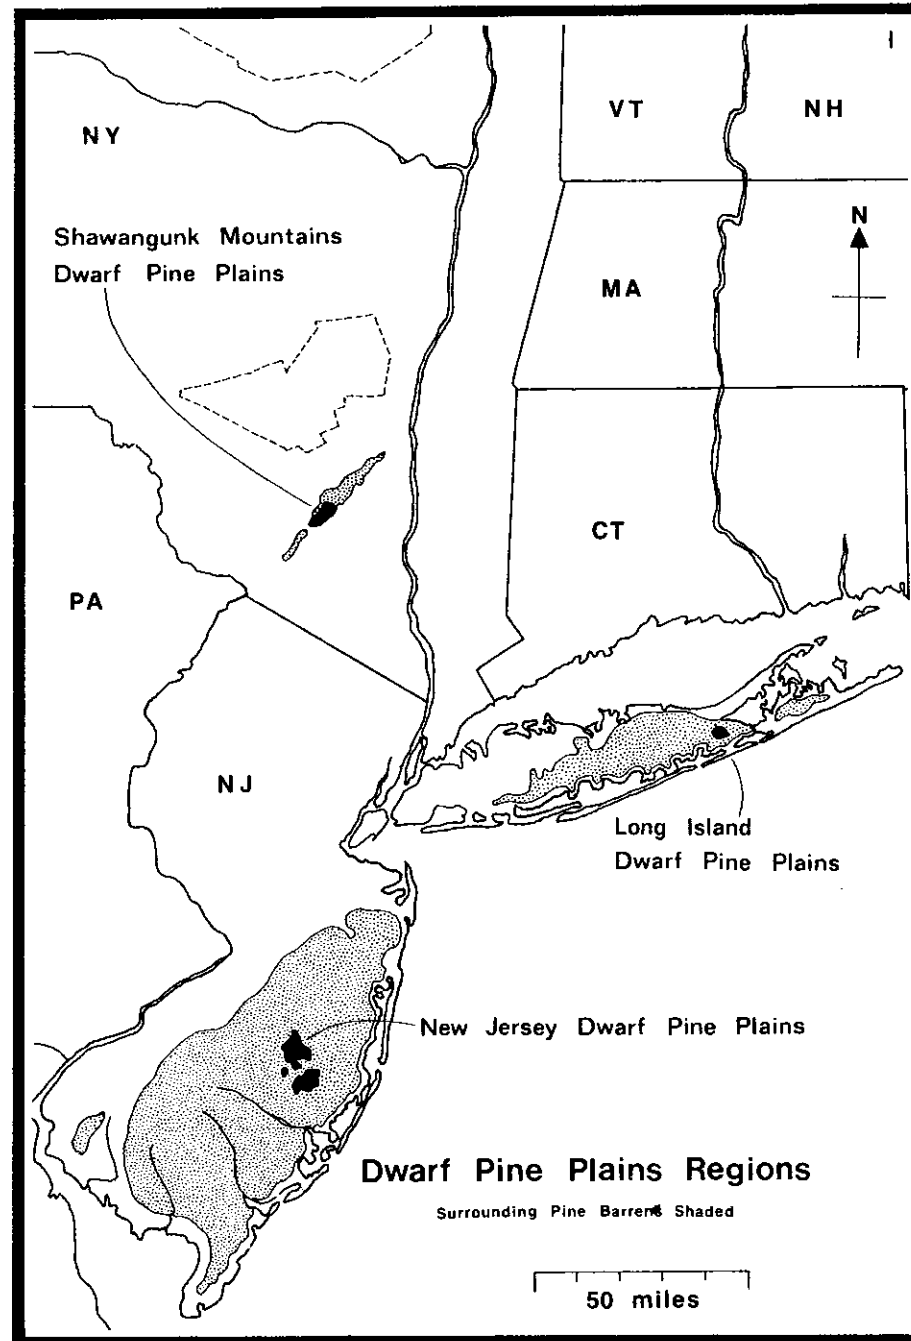 VT
NH
NY
N
Shawangunk Mountains
Dwarf Pine Plains
MA
CT
PA
NJ
Long Island
Dwarf Pine Plains
New Jersey Dwarf Pine Plains
Dwarf Pine Plains Regions
Surrounding Pine Barrens Shaded
50 miles